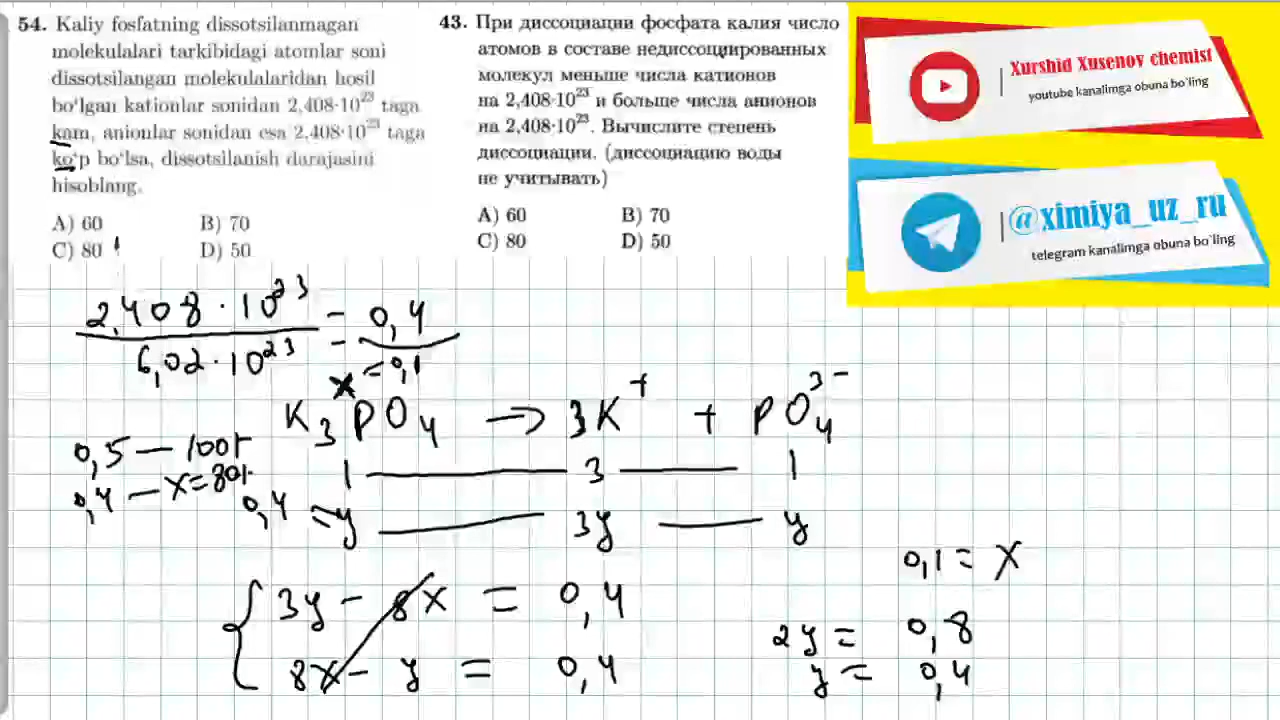 54. Kaliy fosfatning dissotsilanmagan
molekulalari tarkibidagi atomlar soni
dissotsilangan molekulalaridan hosil
bo'lgan kationlar sonidan 2,408·10²³ taga
kam, anionlar sonidan esa 2,408·10²³ taga
ko'p bo'lsa, dissotsilanish darajasini
hisoblang.
A) 60 B) 70
C) 80 D) 50
43. При диссоциации фосфата калия число
атомов в составе недиссоциированных
молекул меньше числа катионов
на 2,408·10²³ и больше числа анионов
на 2,408·10²³. Вычислите степень
диссоциации. (диссоциацию воды
не учитывать)
A) 60 B) 70
C) 80 D) 50
Xurshid Xusenov chemist
youtube kanalimga obuna bo`ling
@ximiya_uz_ru
telegram kanalimga obuna bo`ling
2,408 · 10²³ = 0,4
6,02 · 10²³
x = 0,1
K₃PO₄ → 3K⁺ + PO₄³⁻
0,5 — 100%
1 — 3 — 1
0,4 — x = 80%
0,4 = y — 3y — y
0,1 = x
3y − 8x = 0,4
2y = 0,8
8x − y = 0,4
y = 0,4